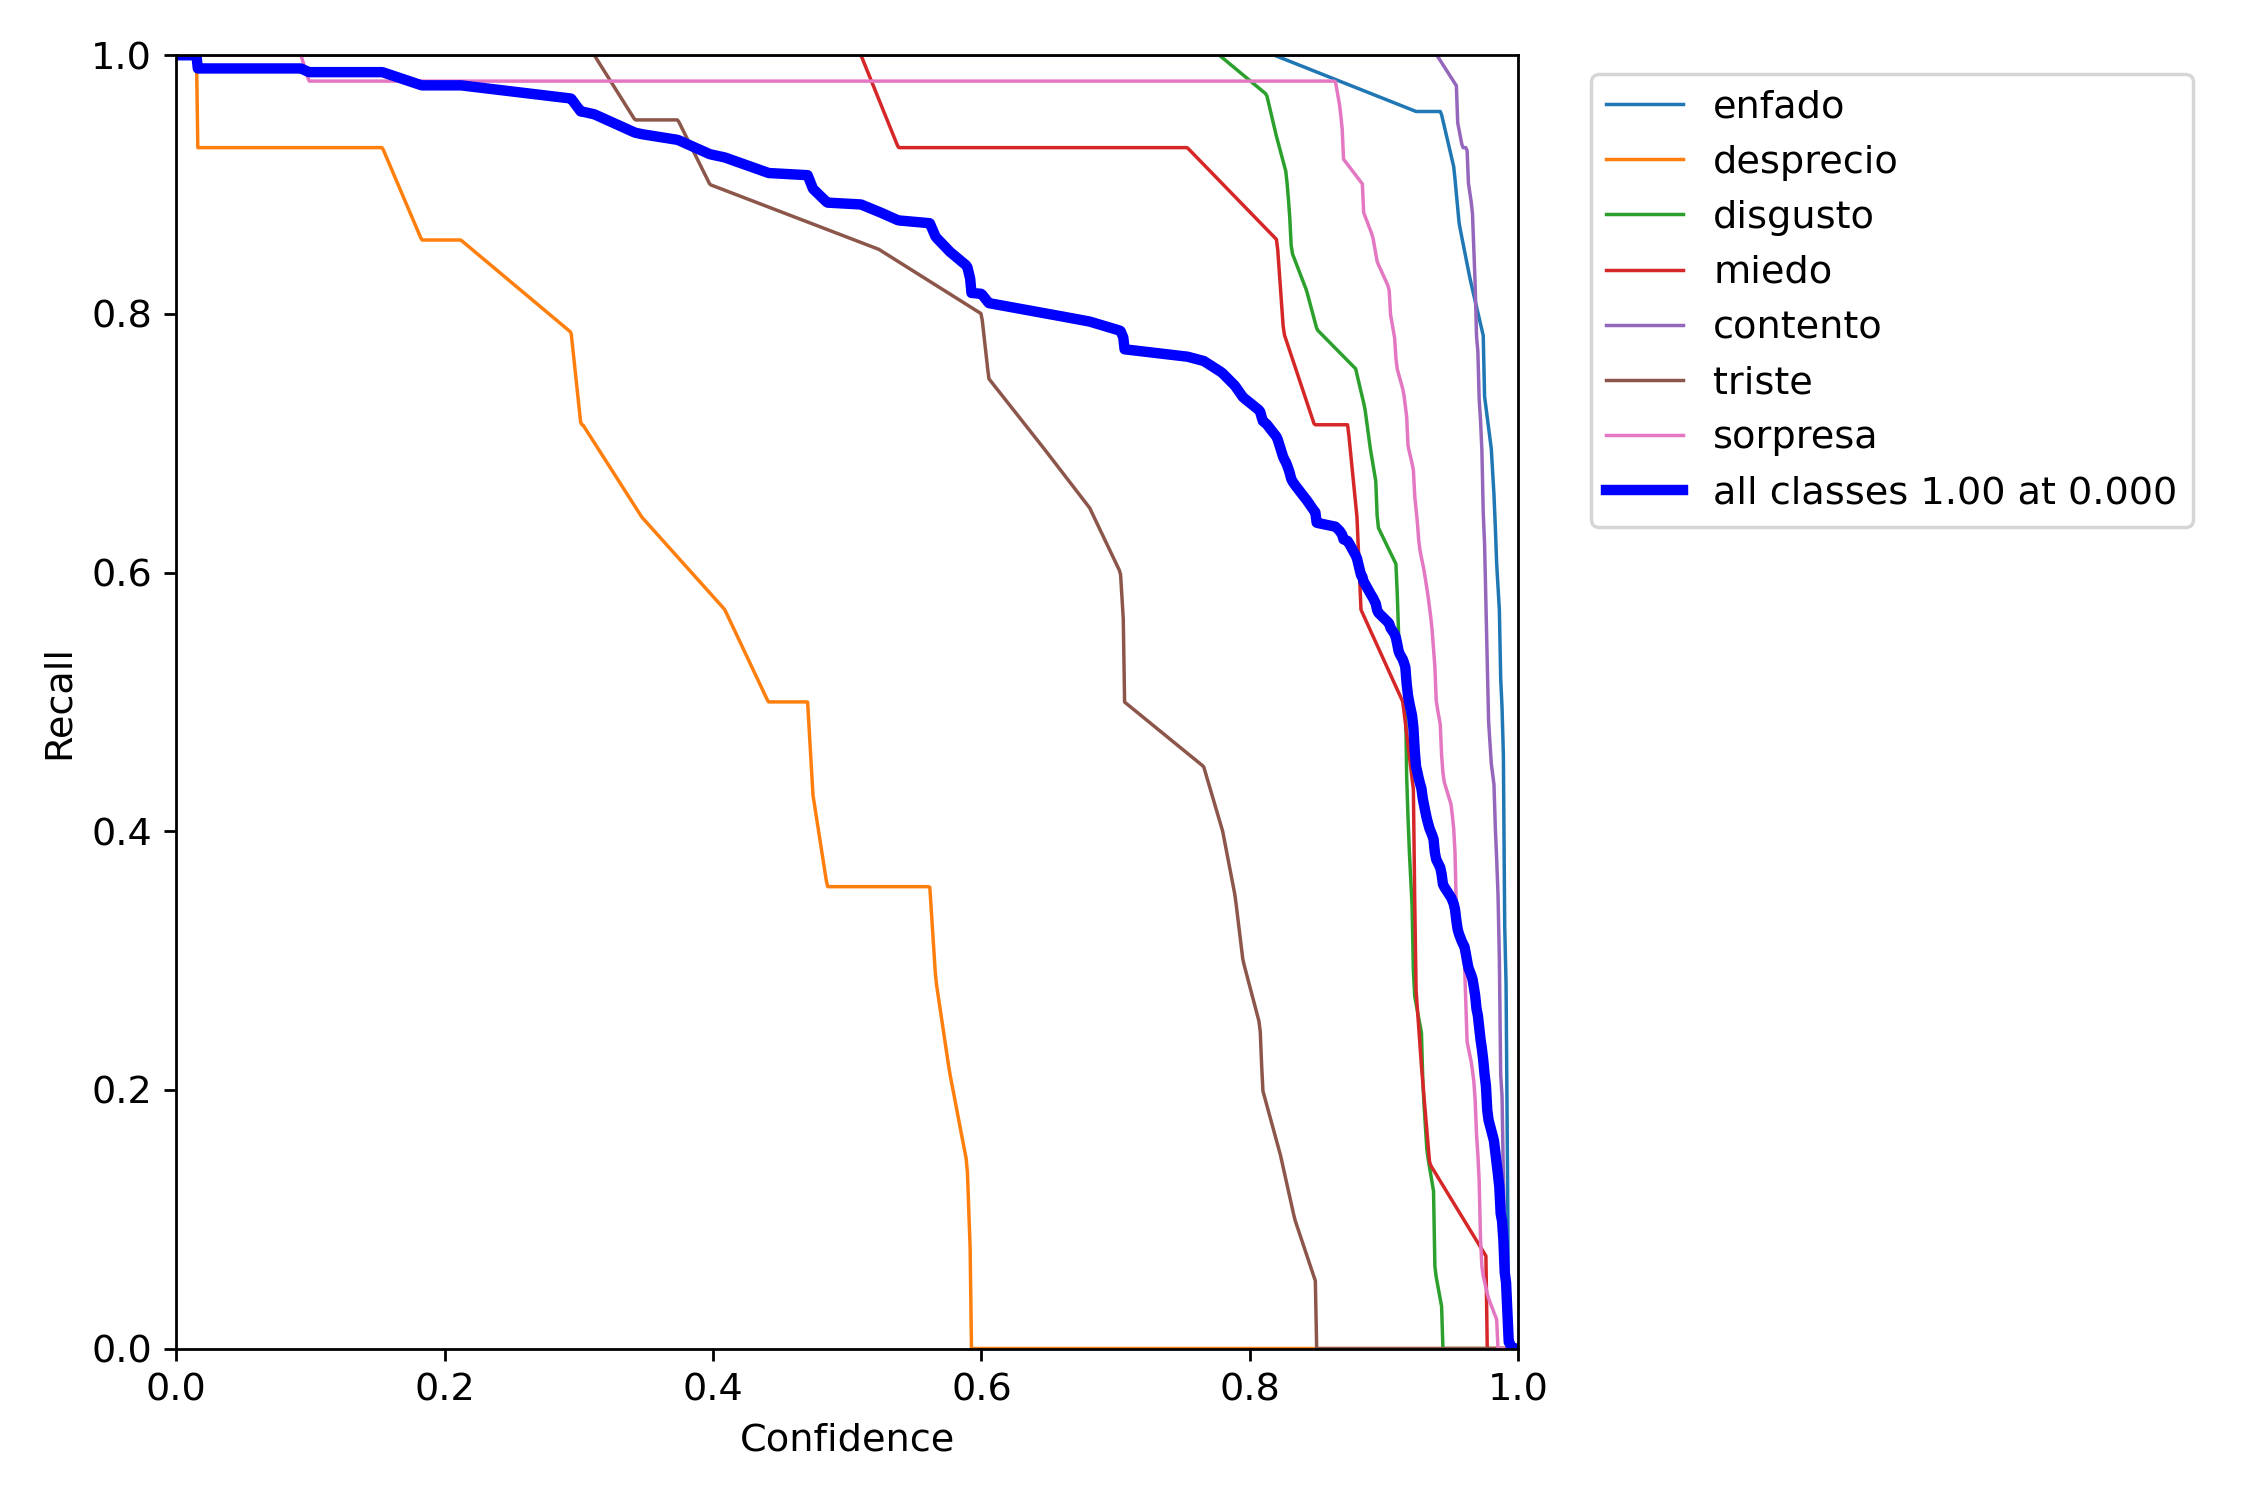 1.0
0.8
0.6
0.4
0.2
0.0
Recall
0.0 0.2 0.4 0.6 0.8 1.0
Confidence
enfado
desprecio
disgusto
miedo
contento
triste
sorpresa
all classes 1.00 at 0.000